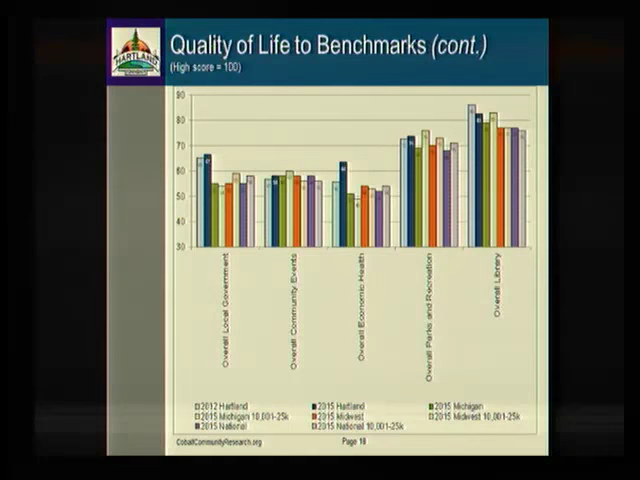 HARTLAND
Quality of Life to Benchmarks (cont.)
(High score = 100)
90
80
70
60
50
40
30
Overall Local Government
Overall Community Events
Overall Economic Health
Overall Parks and Recreation
Overall Library
2012 Hartland
2015 Hartland
2015 Michigan
2015 Michigan 10,001-25k
2015 Midwest
2015 Midwest 10,001-25k
2015 National
2015 National 10,001-25k
CobaltCommunityResearch.org
Page 18